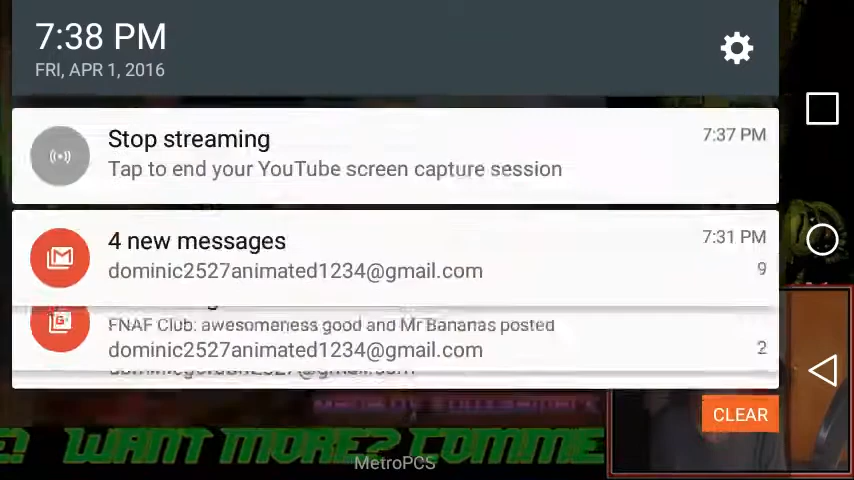 7:38 PM
FRI, APR 1, 2016
Stop streaming
7:37 PM
Tap to end your YouTube screen capture session
4 new messages
7:31 PM
dominic2527animated1234@gmail.com
9
FNAF Club: awesomeness good and Mr Bananas posted
dominic2527animated1234@gmail.com
2
CLEAR
! WANT MORE? COMME
MetroPCS